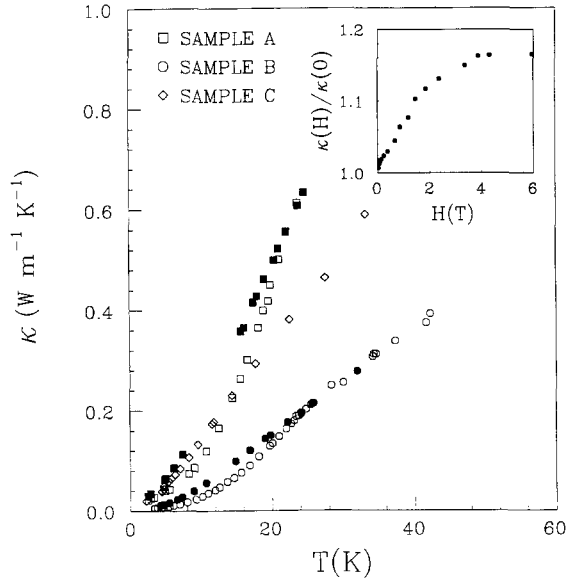 1.0
0.8
0.6
0.4
0.2
0.0
κ (W m⁻¹ K⁻¹)
□ SAMPLE A
○ SAMPLE B
◇ SAMPLE C
1.2
1.1
1.0
κ(H)/κ(0)
0 2 4 6
H(T)
0 20 40 60
T(K)